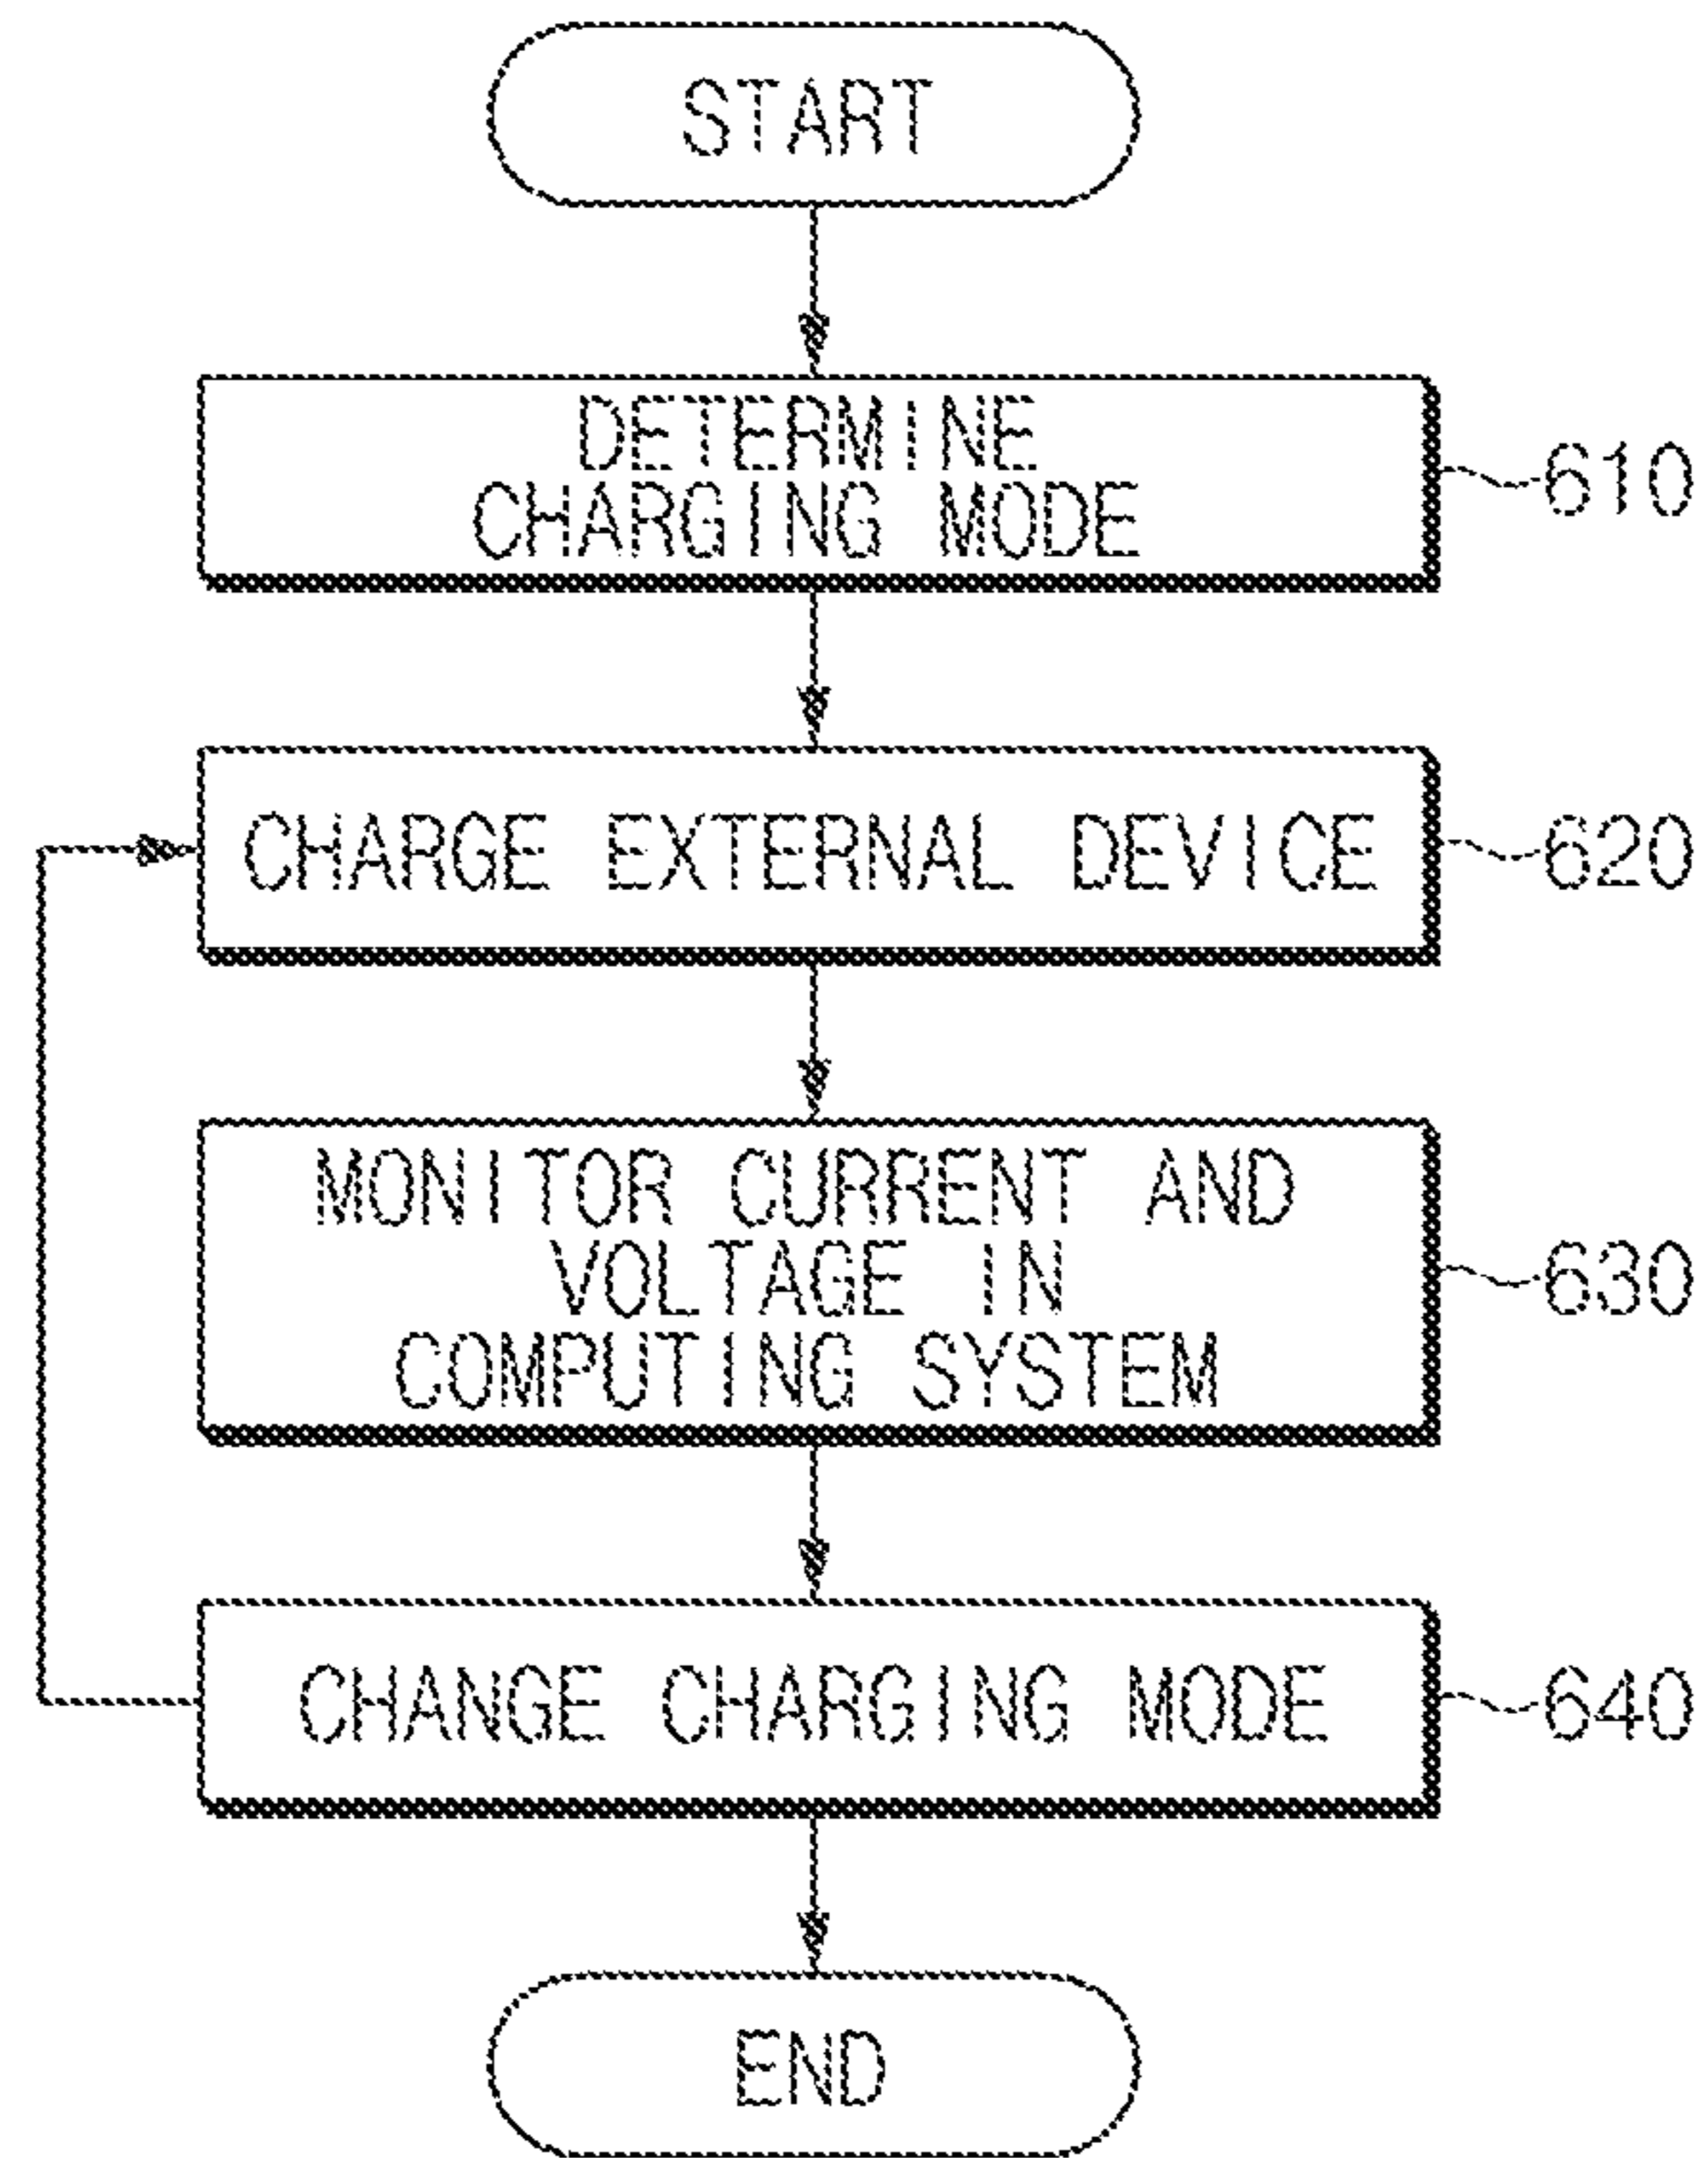 START
DETERMINE
CHARGING MODE
610
CHARGE EXTERNAL DEVICE
620
MONITOR CURRENT AND
VOLTAGE IN
COMPUTING SYSTEM
630
CHANGE CHARGING MODE
640
END